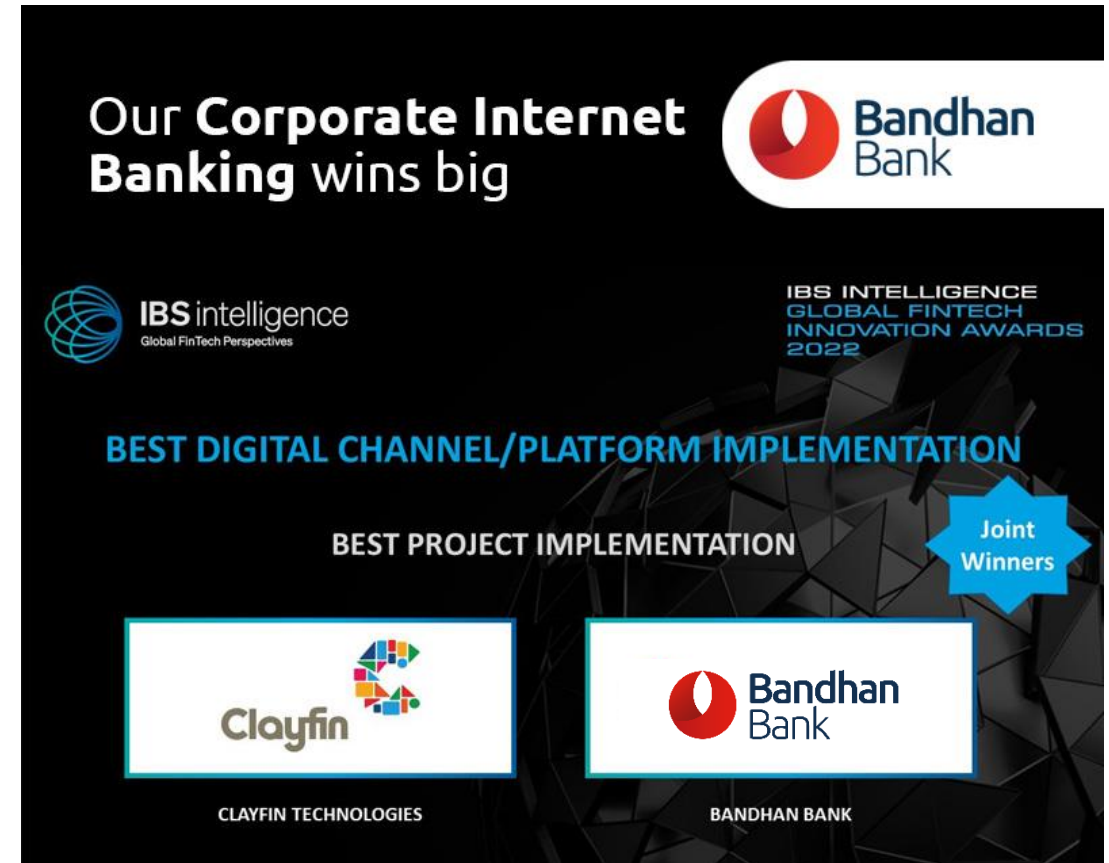 Our Corporate Internet
Banking wins big
Bandhan
Bank
IBS intelligence
Global FinTech Perspectives
IBS INTELLIGENCE
GLOBAL FINTECH
INNOVATION AWARDS
2022
BEST DIGITAL CHANNEL/PLATFORM IMPLEMENTATION
BEST PROJECT IMPLEMENTATION
Joint
Winners
Clayfin
Bandhan
Bank
CLAYFIN TECHNOLOGIES
BANDHAN BANK